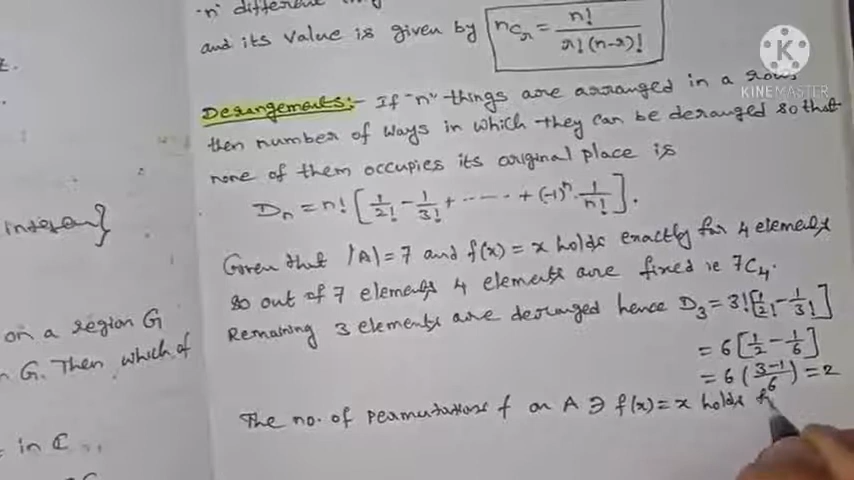 "n" different
and its value is given by nCr = n! / r!(n-r)!
K
KINEMASTER
Derangements:- If "n" things are arranged in a row
then number of ways in which they can be deranged so that
none of them occupies its original place is
Dn = n! [ 1/2! - 1/3! + ------ + (-1)^n . 1/n! ].
Given that |A| = 7 and f(x) = x holds exactly for 4 elements
so out of 7 elements 4 elements are fixed ie 7C4.
Remaining 3 elements are deranged hence D3 = 3! [ 1/2! - 1/3! ]
= 6 [ 1/2 - 1/6 ]
= 6 ( 3-1 / 6 ) = 2
The no. of permutations f on A ∋ f(x) = x holds
z.
integer}
on a region G
G. Then which of
= in C